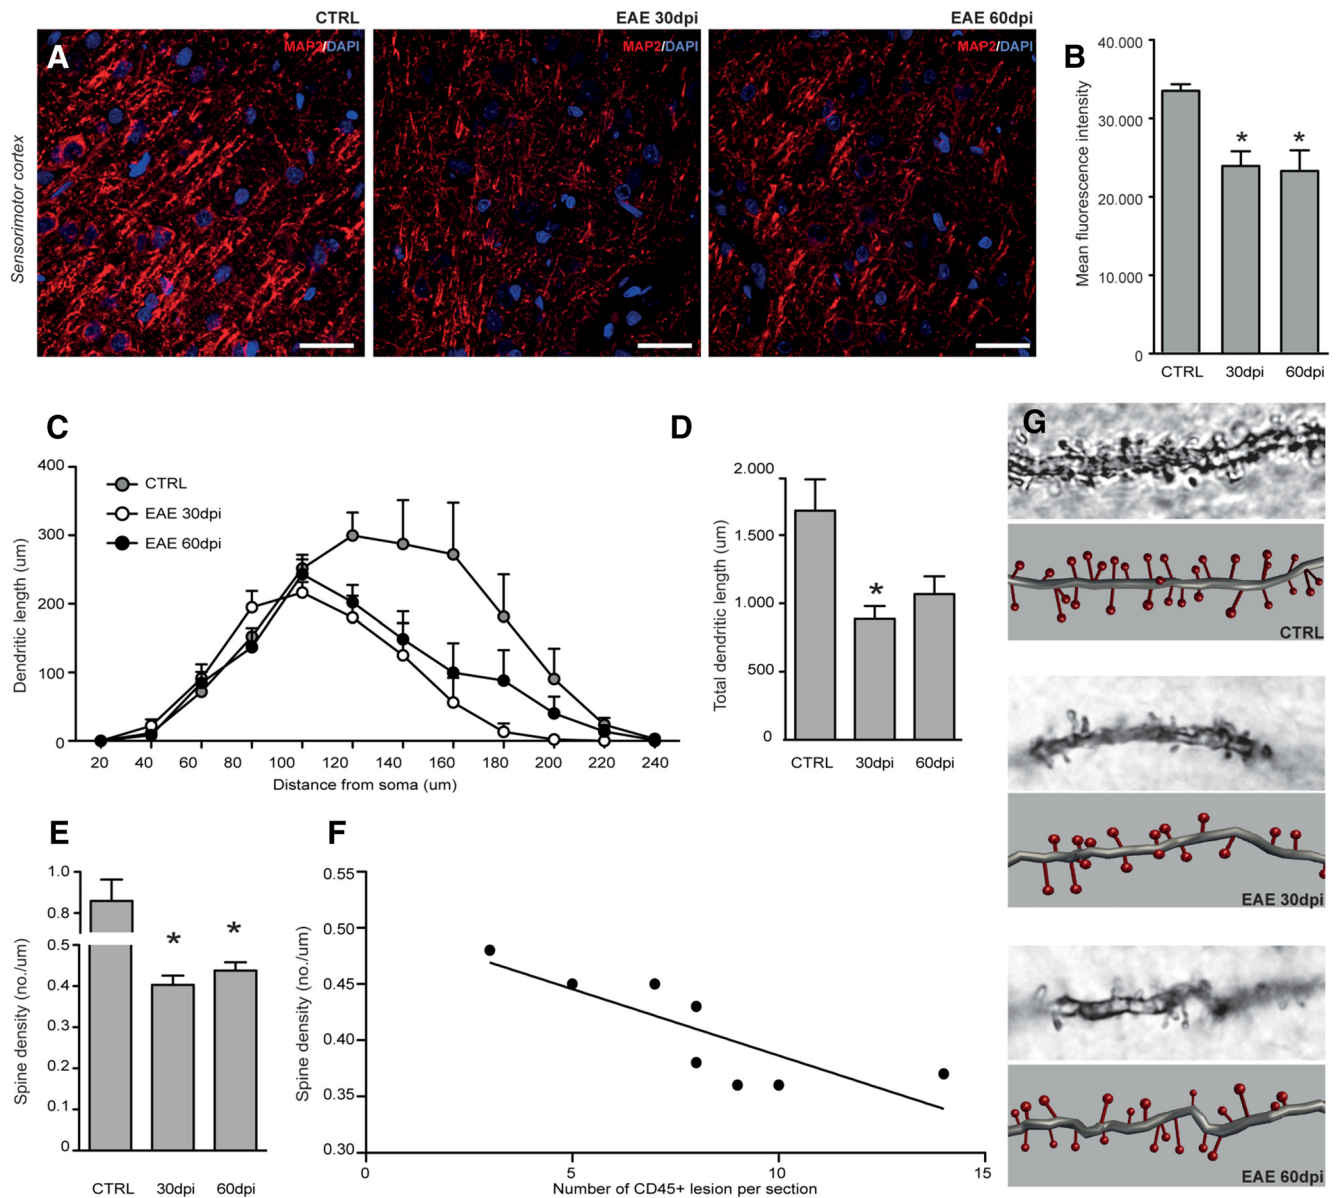 CTRL
EAE 30dpi
EAE 60dpi
A
MAP2/DAPI
MAP2/DAPI
MAP2/DAPI
Sensorimotor cortex
B
Mean fluorescence intensity
40.000
30.000
20.000
10.000
0
CTRL 30dpi 60dpi
C
Dendritic length (um)
400
300
200
100
0
CTRL
EAE 30dpi
EAE 60dpi
20 40 60 80 100 120 140 160 180 200 220 240
Distance from soma (um)
D
Total dendritic length (um)
2.000
1.500
1.000
500
0
*
CTRL 30dpi 60dpi
E
Spine density (no./um)
1.0
0.8
0.5
0.4
0.3
0.2
0.1
0
* *
CTRL 30dpi 60dpi
F
Spine density (no./um)
0.55
0.50
0.45
0.40
0.35
0.30
0 5 10 15
Number of CD45+ lesion per section
G
CTRL
EAE 30dpi
EAE 60dpi